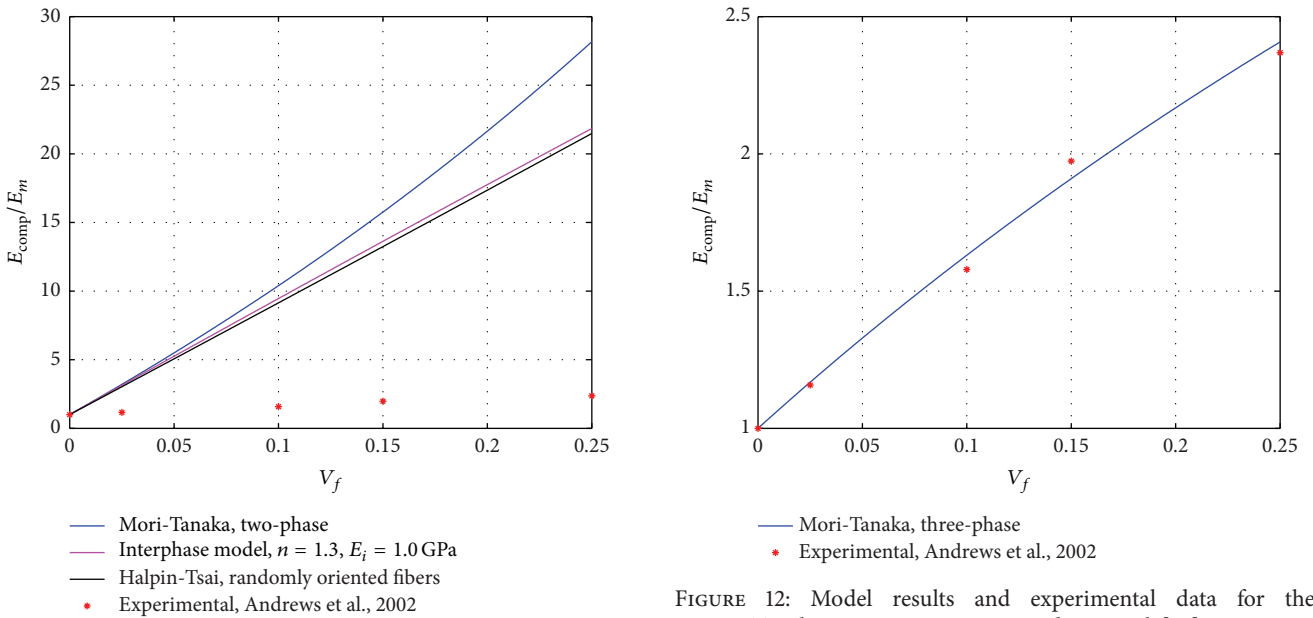 30
25
20
15
10
5
0
E_comp/E_m
0
0.05
0.1
0.15
0.2
0.25
V_f
Mori-Tanaka, two-phase
Interphase model, n = 1.3, E_i = 1.0 GPa
Halpin-Tsai, randomly oriented fibers
Experimental, Andrews et al., 2002
2.5
2
1.5
1
E_comp/E_m
0
0.05
0.1
0.15
0.2
0.25
V_f
Mori-Tanaka, three-phase
Experimental, Andrews et al., 2002
FIGURE 12: Model results and experimental data for the